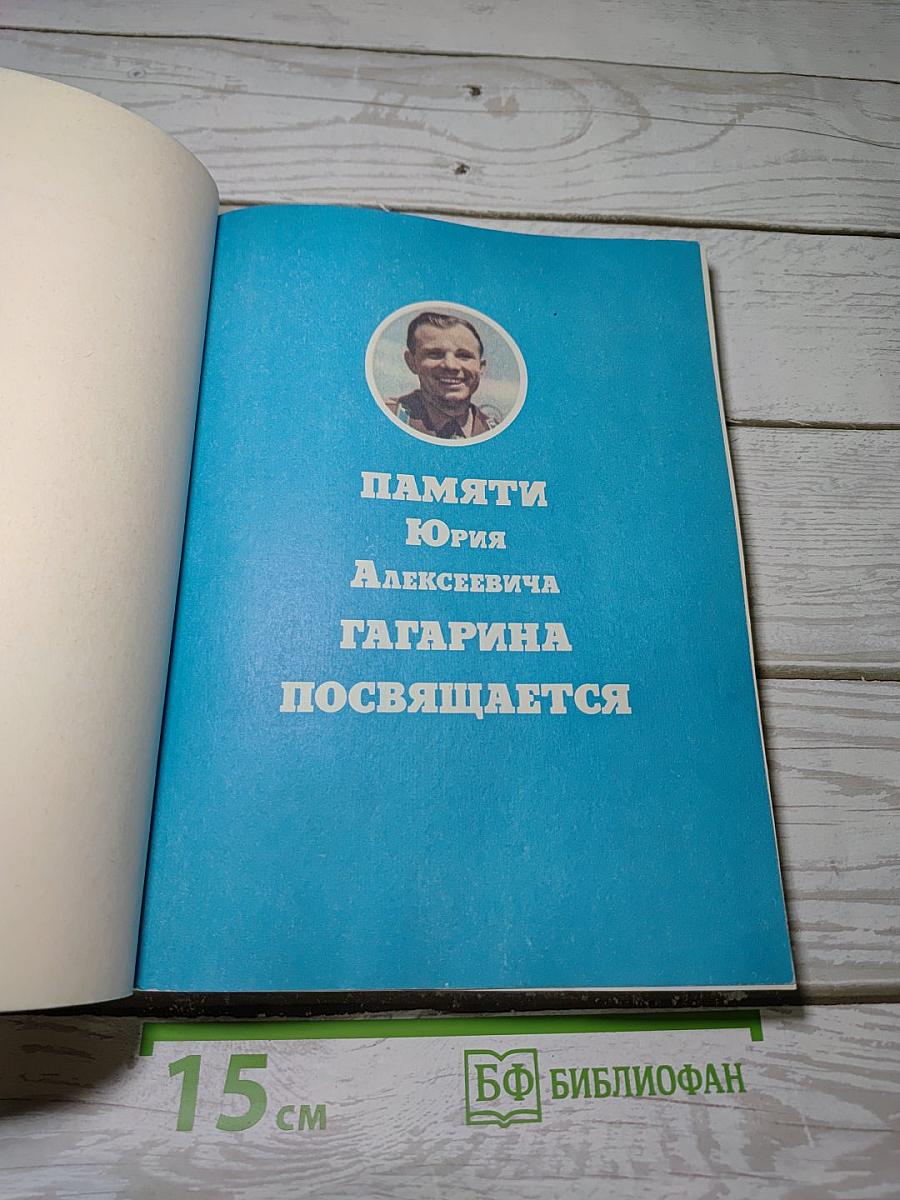 ПАМЯТИ
ЮРИЯ
АЛЕКСЕЕВИЧА
ГАГАРИНА
ПОСВЯЩАЕТСЯ
15 см
БФ БИБЛИОФАН